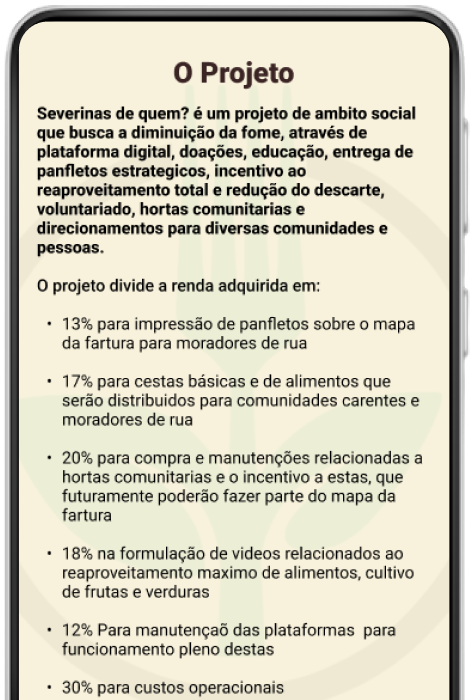 O Projeto
Severinas de quem? é um projeto de ambito social
que busca a diminuição da fome, através de
plataforma digital, doações, educação, entrega de
panfletos estrategicos, incentivo ao
reaproveitamento total e redução do descarte,
voluntariado, hortas comunitarias e
direcionamentos para diversas comunidades e
pessoas.
O projeto divide a renda adquirida em:
• 13% para impressão de panfletos sobre o mapa
da fartura para moradores de rua
• 17% para cestas básicas e de alimentos que
serão distribuidos para comunidades carentes e
moradores de rua
• 20% para compra e manutenções relacionadas a
hortas comunitarias e o incentivo a estas, que
futuramente poderão fazer parte do mapa da
fartura
• 18% na formulação de videos relacionados ao
reaproveitamento maximo de alimentos, cultivo
de frutas e verduras
• 12% Para manutençaõ das plataformas para
funcionamento pleno destas
• 30% para custos operacionais